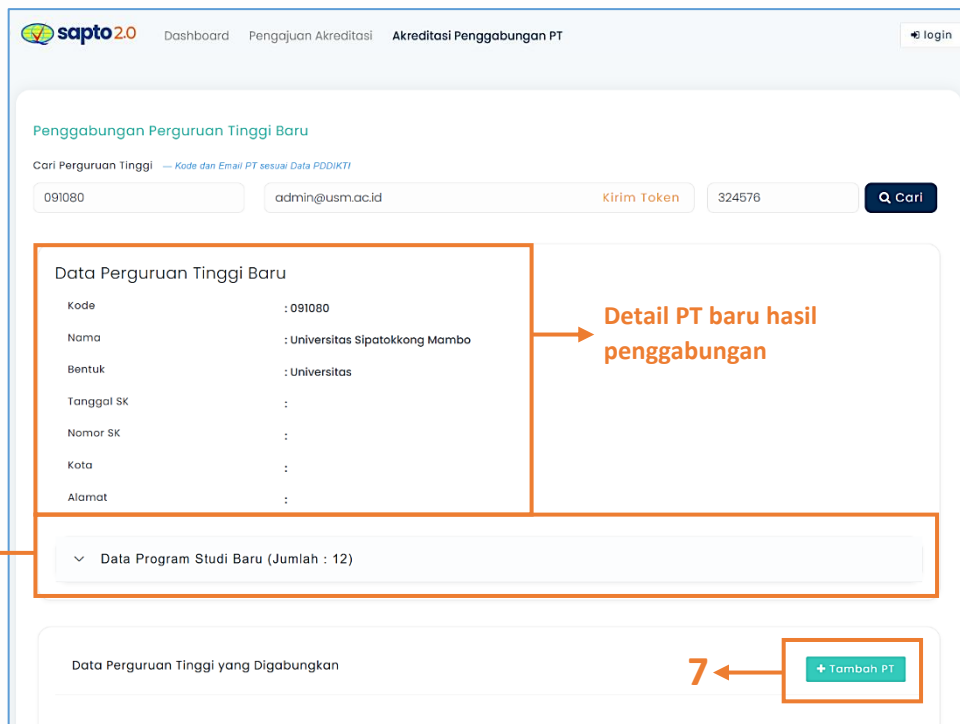 sapto 2.0 Dashboard Pengajuan Akreditasi Akreditasi Penggabungan PT login
Penggabungan Perguruan Tinggi Baru
Cari Perguruan Tinggi — Kode dan Email PT sesuai Data PDDIKTI
091080 admin@usm.ac.id Kirim Token 324576 Cari
Data Perguruan Tinggi Baru
Kode : 091080
Nama : Universitas Sipatokkong Mambo
Bentuk : Universitas
Tanggal SK :
Nomor SK :
Kota :
Alamat :
Detail PT baru hasil
penggabungan
Data Program Studi Baru (Jumlah : 12)
Data Perguruan Tinggi yang Digabungkan
7
+ Tambah PT